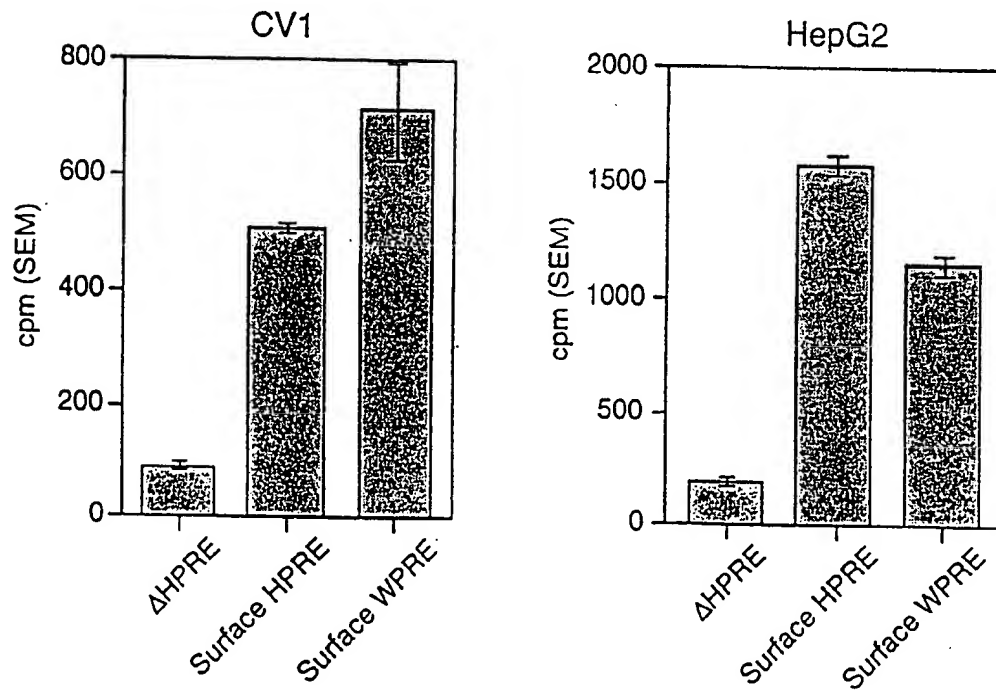 CV1
800
600
400
200
0
cpm (SEM)
ΔHPRE
Surface HPRE
Surface WPRE
HepG2
2000
1500
1000
500
0
cpm (SEM)
ΔHPRE
Surface HPRE
Surface WPRE